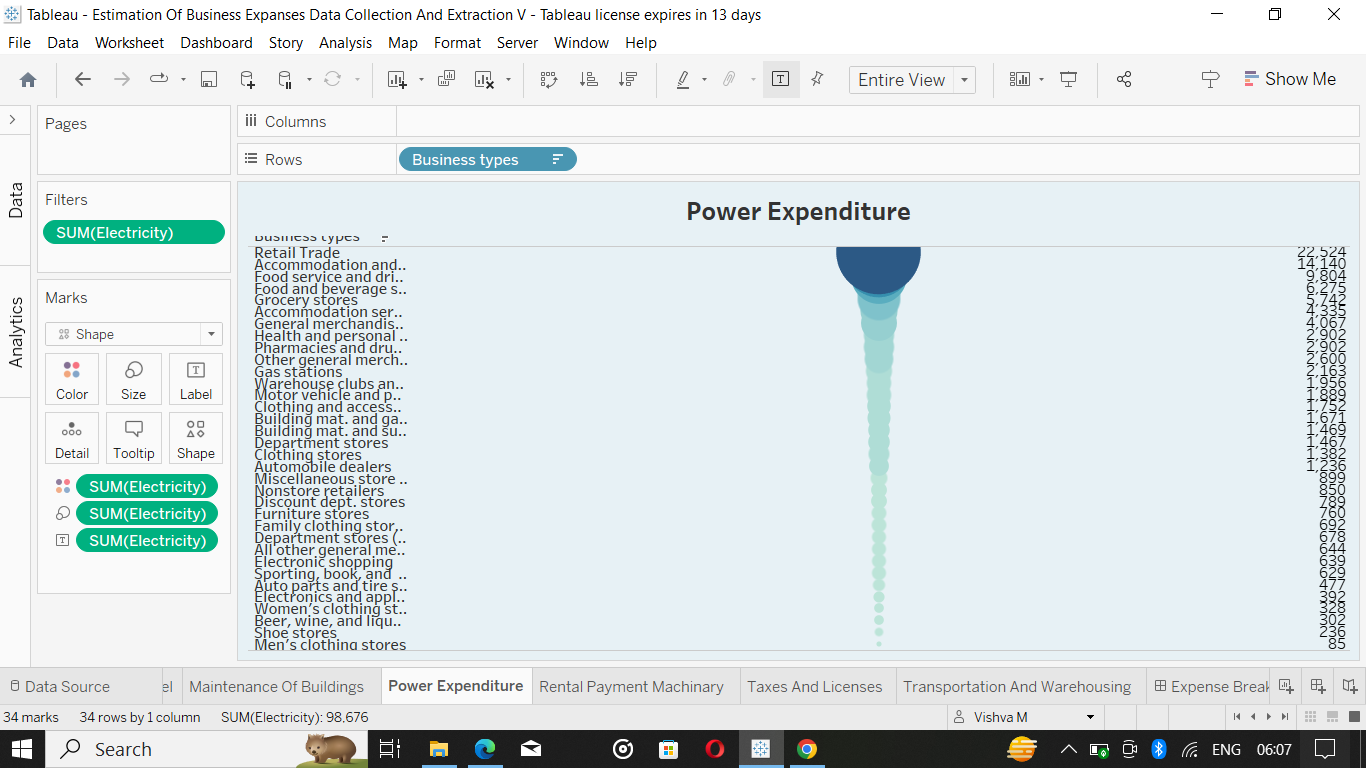 Tableau - Estimation Of Business Expanses Data Collection And Extraction V - Tableau license expires in 13 days
File Data Worksheet Dashboard Story Analysis Map Format Server Window Help
Entire View
Show Me
Pages
Columns
Rows Business types
Data
Analytics
Filters
SUM(Electricity)
Marks
Shape
Color Size Label
Detail Tooltip Shape
SUM(Electricity)
SUM(Electricity)
SUM(Electricity)
Power Expenditure
Business types
Retail Trade 22,524
Accommodation and.. 14,140
Food service and dri.. 9,804
Food and beverage s.. 6,275
Grocery stores 5,742
Accommodation ser.. 4,335
General merchandis.. 4,067
Health and personal .. 2,902
Pharmacies and dru.. 2,902
Other general merch.. 2,600
Gas stations 2,163
Warehouse clubs an.. 1,956
Motor vehicle and p.. 1,889
Clothing and access.. 1,752
Building mat. and ga.. 1,671
Building mat. and su.. 1,469
Department stores 1,467
Clothing stores 1,382
Automobile dealers 1,236
Miscellaneous store .. 899
Nonstore retailers 850
Discount dept. stores 789
Furniture stores 760
Family clothing stor.. 692
Department stores (.. 678
All other general me.. 644
Electronic shopping 639
Sporting, book, and .. 629
Auto parts and tire s.. 477
Electronics and appl.. 392
Women's clothing st.. 328
Beer, wine, and liqu.. 302
Shoe stores 236
Men's clothing stores 85
Data Source el Maintenance Of Buildings Power Expenditure Rental Payment Machinary Taxes And Licenses Transportation And Warehousing Expense Break
34 marks 34 rows by 1 column SUM(Electricity): 98,676 Vishva M
Search ENG 06:07